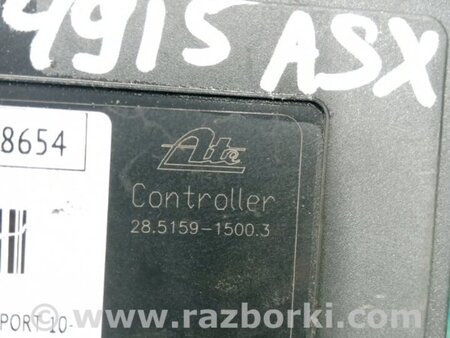 4915 ASX
8654
Ate
Controller
28.5159-1500.3
PORT 10-
© www.razborki.com